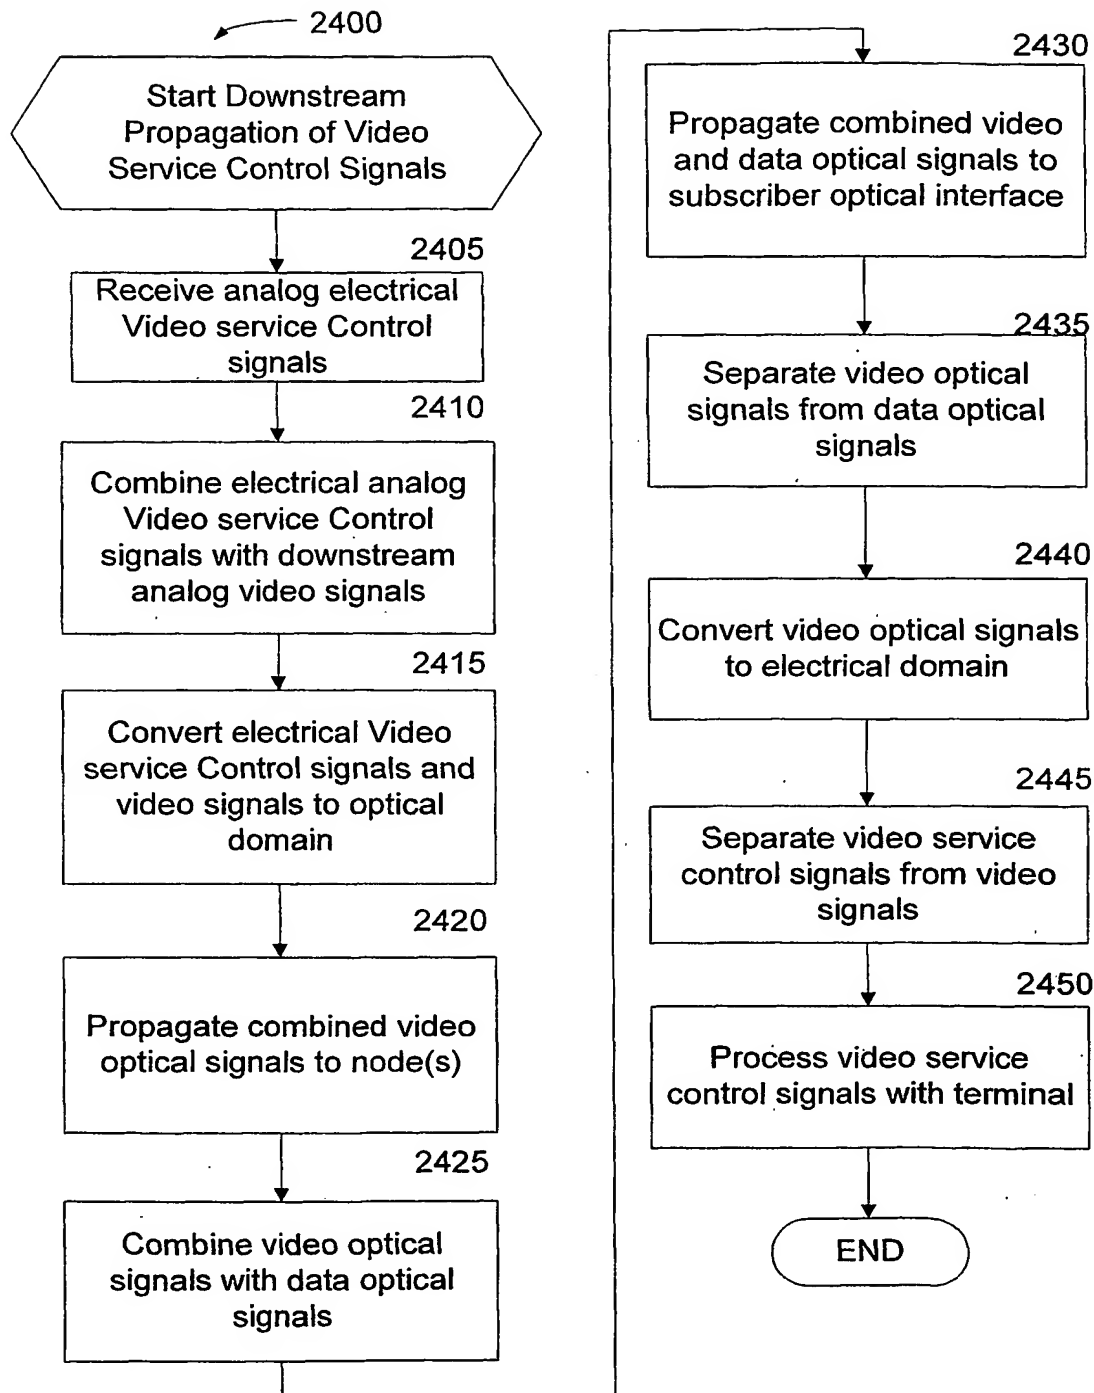 2400
Start Downstream
Propagation of Video
Service Control Signals
2405
Receive analog electrical
Video service Control
signals
2410
Combine electrical analog
Video service Control
signals with downstream
analog video signals
2415
Convert electrical Video
service Control signals and
video signals to optical
domain
2420
Propagate combined video
optical signals to node(s)
2425
Combine video optical
signals with data optical
signals
2430
Propagate combined video
and data optical signals to
subscriber optical interface
2435
Separate video optical
signals from data optical
signals
2440
Convert video optical signals
to electrical domain
2445
Separate video service
control signals from video
signals
2450
Process video service
control signals with terminal
END